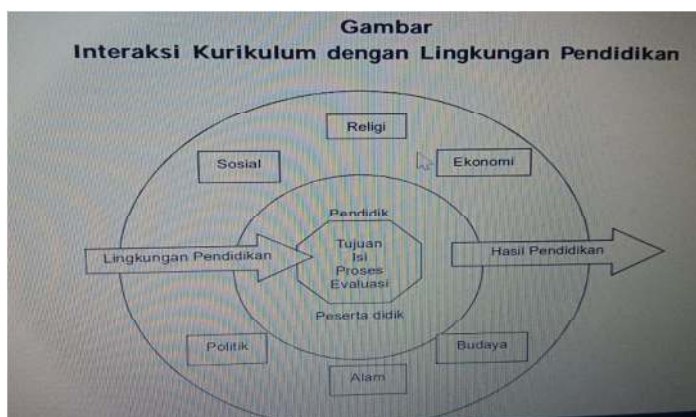 Gambar
Interaksi Kurikulum dengan Lingkungan Pendidikan
Religi
Sosial
Ekonomi
Pendidik
Lingkungan Pendidikan
Tujuan
Isi
Proses
Evaluasi
Hasil Pendidikan
Peserta didik
Politik
Budaya
Alam